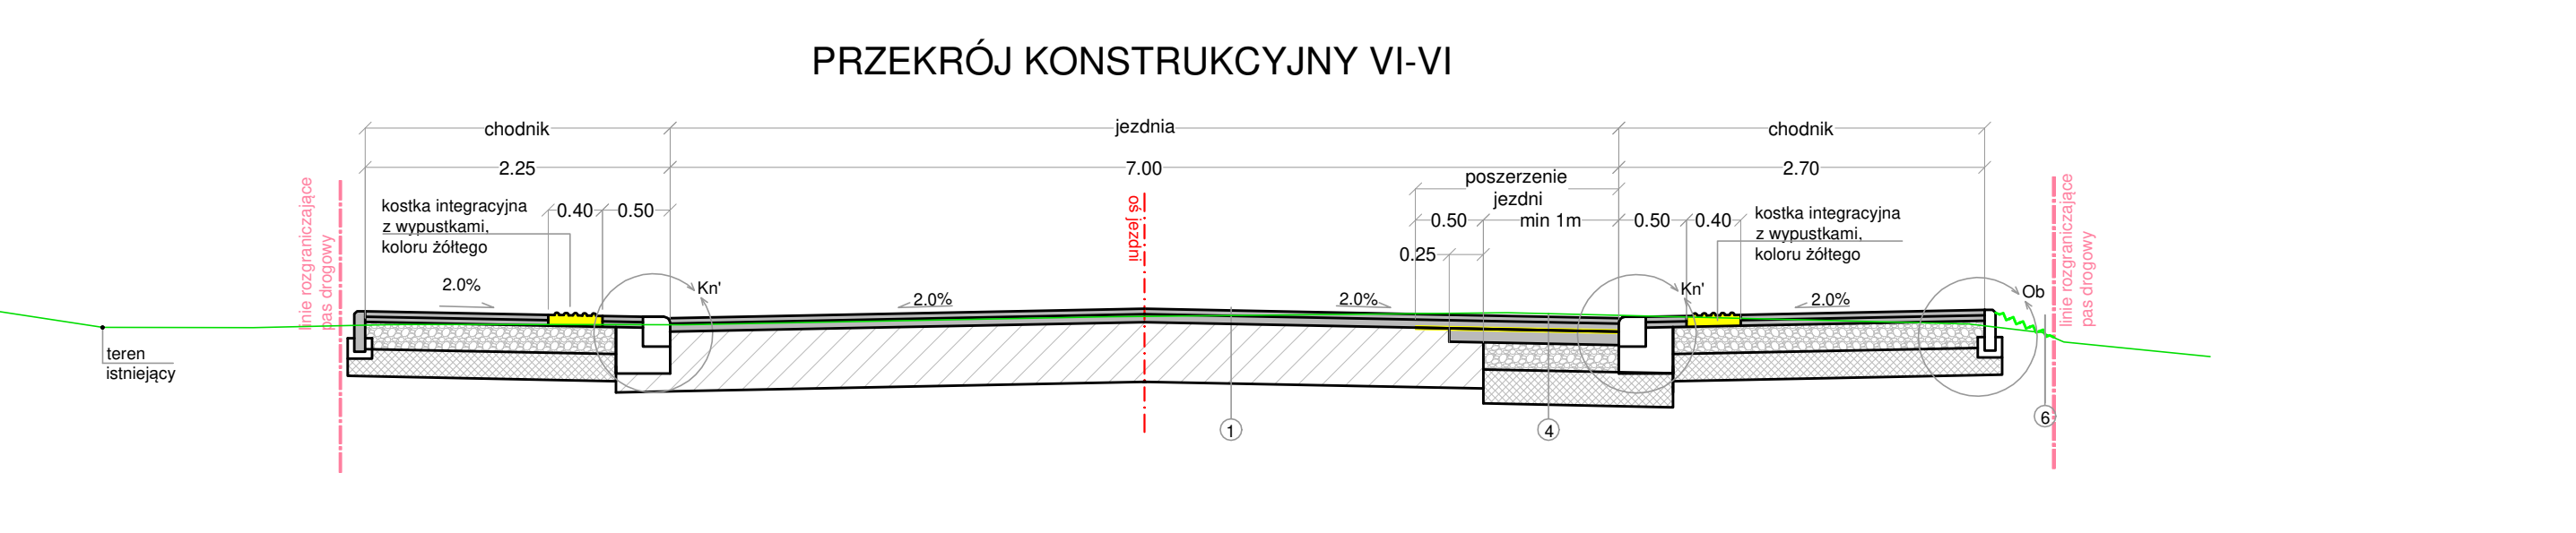 PRZEKRÓJ KONSTRUKCYJNY VI-VI
chodnik
jezdnia
chodnik
2.25
7.00
2.70
linie rozgraniczające
pas drogowy
kostka integracyjna
z wypustkami,
koloru żółtego
0.40
0.50
oś jezdni
poszerzenie
jezdni
0.50
min 1m
0.50
0.40
0.25
kostka integracyjna
z wypustkami,
koloru żółtego
linie rozgraniczające
pas drogowy
2.0%
Kn'
2.0%
2.0%
Kn'
2.0%
Ob
teren
istniejący
1
4
6